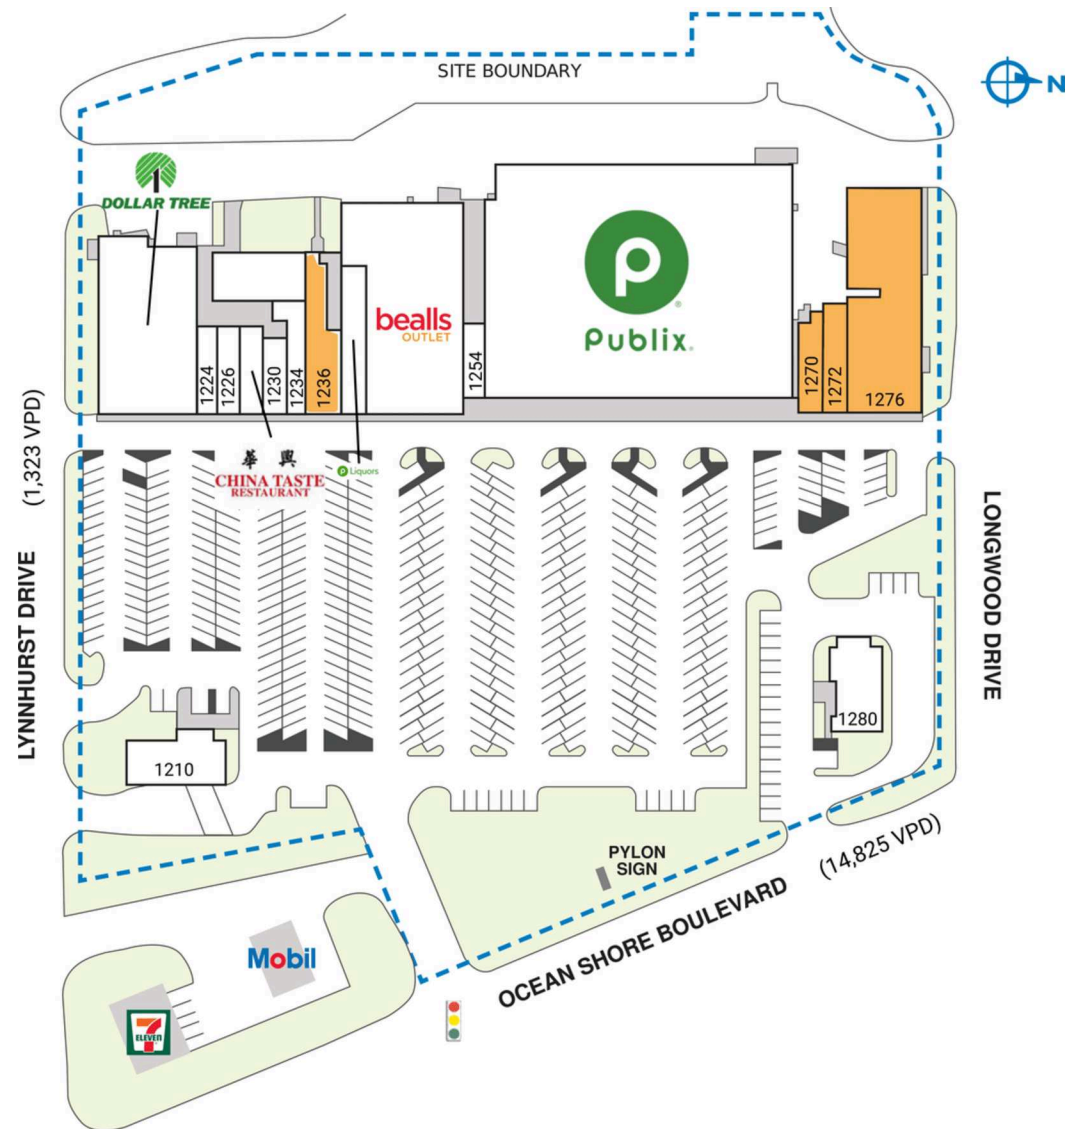 SITE BOUNDARY
N
DOLLAR TREE
bealls
OUTLET
Publix.
1224
1226
1230
1234
1236
1254
1270
1272
1276
華 興
CHINA TASTE
RESTAURANT
Liquors
(1,323 VPD)
LYNNHURST DRIVE
LONGWOOD DRIVE
1210
1280
PYLON
SIGN
(14,825 VPD)
OCEAN SHORE BOULEVARD
Mobil
7
ELEVEN